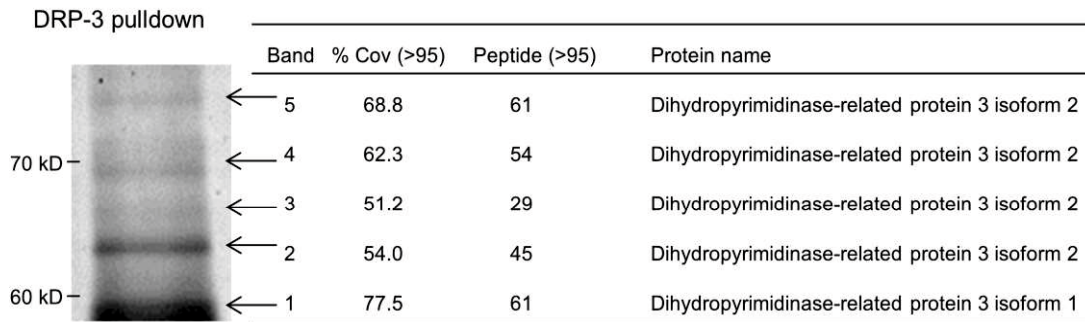 DRP-3 pulldown
Band % Cov (>95) Peptide (>95) Protein name
5 68.8 61 Dihydropyrimidinase-related protein 3 isoform 2
70 kD
4 62.3 54 Dihydropyrimidinase-related protein 3 isoform 2
3 51.2 29 Dihydropyrimidinase-related protein 3 isoform 2
2 54.0 45 Dihydropyrimidinase-related protein 3 isoform 2
60 kD
1 77.5 61 Dihydropyrimidinase-related protein 3 isoform 1